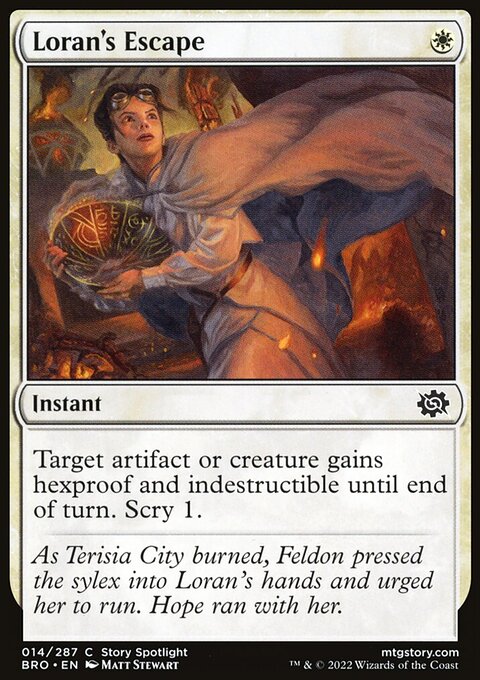 Loran's Escape
Instant
Target artifact or creature gains
hexproof and indestructible until end
of turn. Scry 1.
As Terisia City burned, Feldon pressed
the sylex into Loran's hands and urged
her to run. Hope ran with her.
014/287 C Story Spotlight
mtgstory.com
BRO • EN Matt Stewart
™ & © 2022 Wizards of the Coast